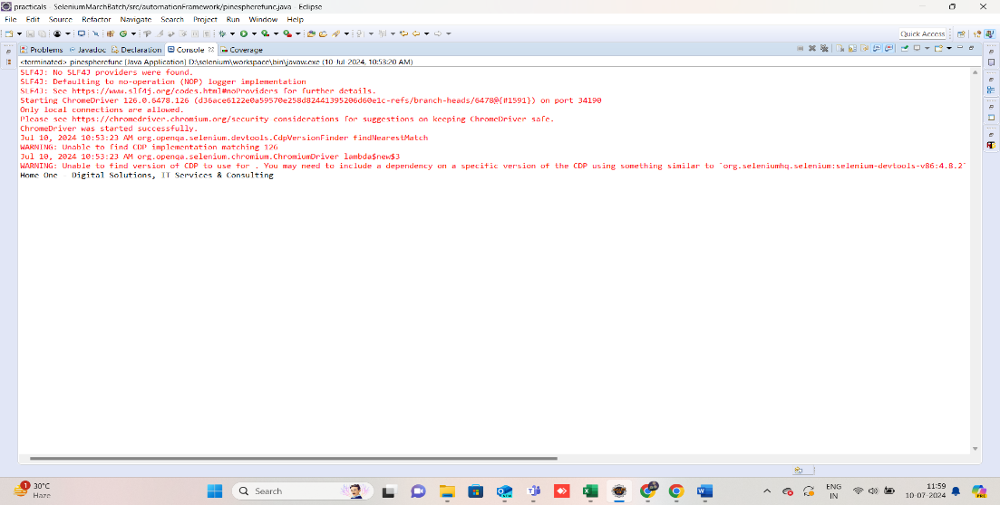 practicals - SeleniumMarchBatch/src/automationFramework/pinespherefunc.java - Eclipse
File Edit Source Refactor Navigate Search Project Run Window Help
Quick Access
Problems Javadoc Declaration Console Coverage
<terminated> pinespherefunc [Java Application] D:\selenium\workspace\bin\javaw.exe (10-Jul-2024, 10:53:20 AM)
SLF4J: No SLF4J providers were found.
SLF4J: Defaulting to no-operation (NOP) logger implementation
SLF4J: See https://www.slf4j.org/codes.html#noProviders for further details.
Starting ChromeDriver 126.0.6478.126 (d36ace6122e0a59570e258d82441395206d60e1c-refs/branch-heads/6478@{#1591}) on port 34190
Only local connections are allowed.
Please see https://chromedriver.chromium.org/security-considerations for suggestions on keeping ChromeDriver safe.
ChromeDriver was started successfully.
Jul 10, 2024 10:53:23 AM org.openqa.selenium.devtools.CdpVersionFinder findNearestMatch
WARNING: Unable to find CDP implementation matching 126
Jul 10, 2024 10:53:23 AM org.openqa.selenium.chromium.ChromiumDriver lambda$new$3
WARNING: Unable to find version of CDP to use for . You may need to include a dependency on a specific version of the CDP using something similar to `org.seleniumhq.selenium:selenium-devtools-v86:4.8.2`
Home One Digital Solutions, IT Services & Consulting
1
30°C
Haze
Search
ENG
IN
11:59
10-07-2024